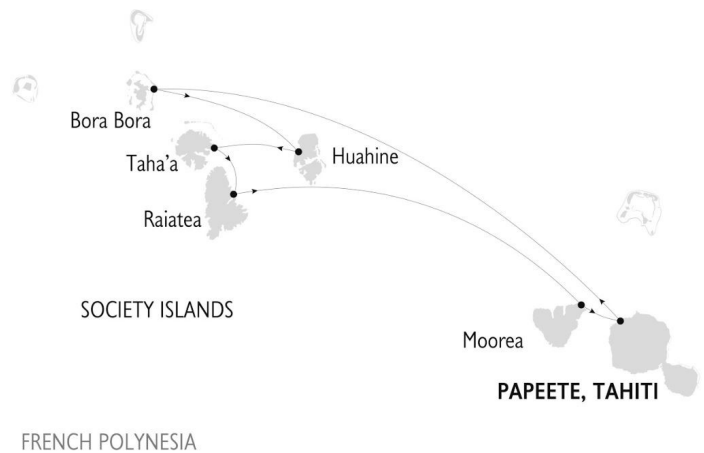 Bora Bora
Huahine
Taha'a
Raiatea
SOCIETY ISLANDS
Moorea
PAPEETE, TAHITI
FRENCH POLYNESIA